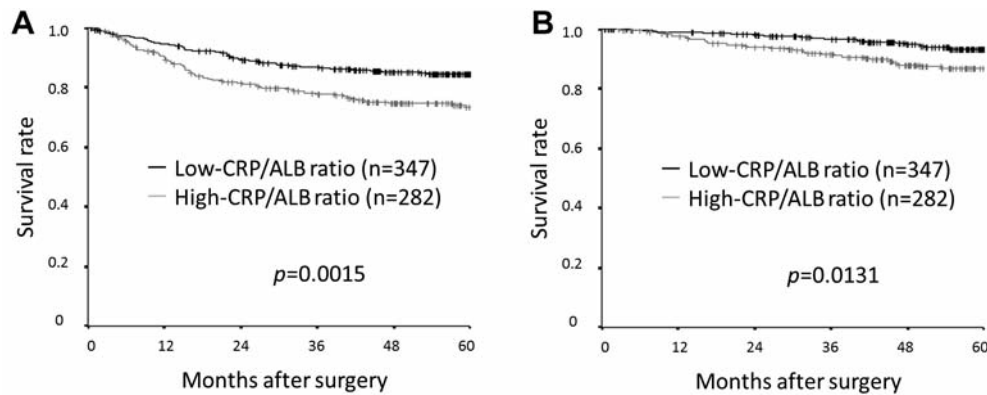 A
1.0
0.8
0.6
0.4
0.2
0
Survival rate
Low-CRP/ALB ratio (n=347)
High-CRP/ALB ratio (n=282)
p=0.0015
0 12 24 36 48 60
Months after surgery
B
1.0
0.8
0.6
0.4
0.2
0
Survival rate
Low-CRP/ALB ratio (n=347)
High-CRP/ALB ratio (n=282)
p=0.0131
0 12 24 36 48 60
Months after surgery